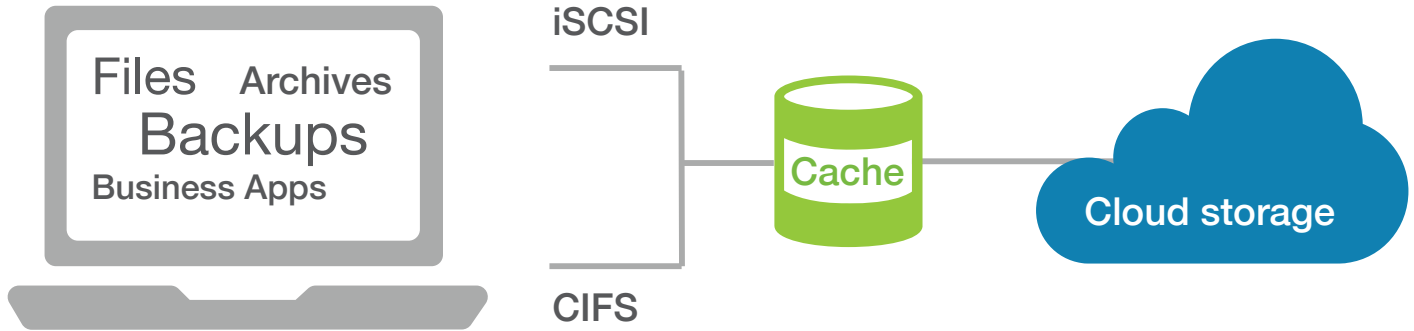 Files Archives
Backups
Business Apps
iSCSI
CIFS
Cache
Cloud storage